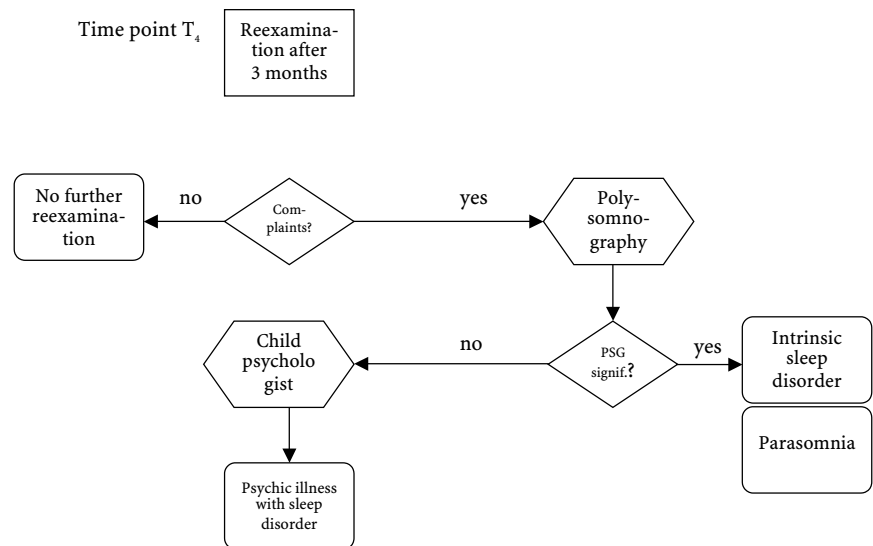 Time point T₄
Reexamina-
tion after
3 months
No further
reexamina-
tion
no
Com-
plaints?
yes
Poly-
somno-
graphy
Child
psycholo
gist
no
PSG
signif.?
yes
Intrinsic
sleep
disorder
Parasomnia
Psychic illness
with sleep
disorder